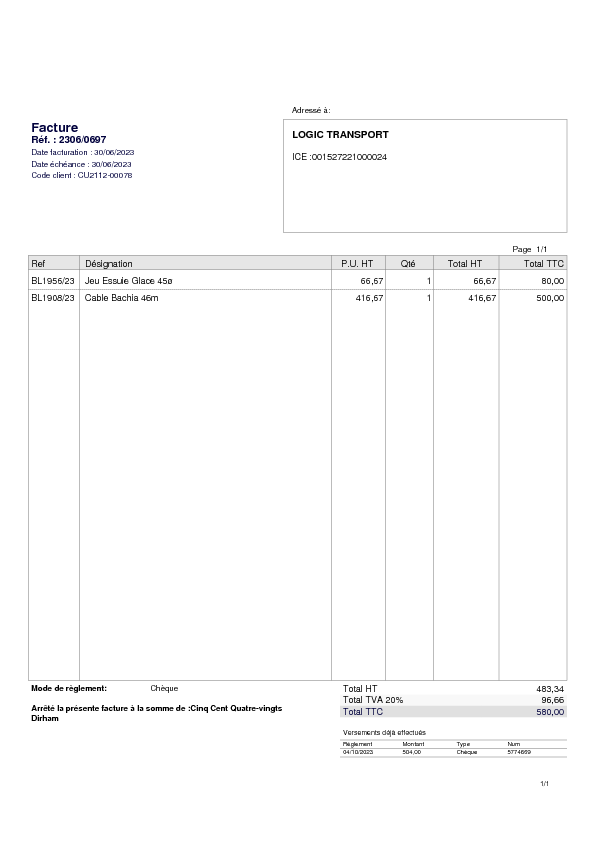 Adressé à:
Facture
Réf. : 2306/0697
Date facturation : 30/06/2023
Date échéance : 30/06/2023
Code client : CU2112-00078
LOGIC TRANSPORT
ICE :001527221000024
Page 1/1
Ref Désignation P.U. HT Qté Total HT Total TTC
BL1956/23 Jeu Essuie Glace 45ø 66,67 1 66,67 80,00
BL1908/23 Cable Bachia 46m 416,67 1 416,67 500,00
Mode de règlement: Chèque
Total HT 483,34
Total TVA 20% 96,66
Total TTC 580,00
Arrêté la présente facture à la somme de :Cinq Cent Quatre-vingts
Dirham
Versements déjà effectués
Règlement Montant Type Num
04/10/2023 504,00 Chèque 5774669
1/1